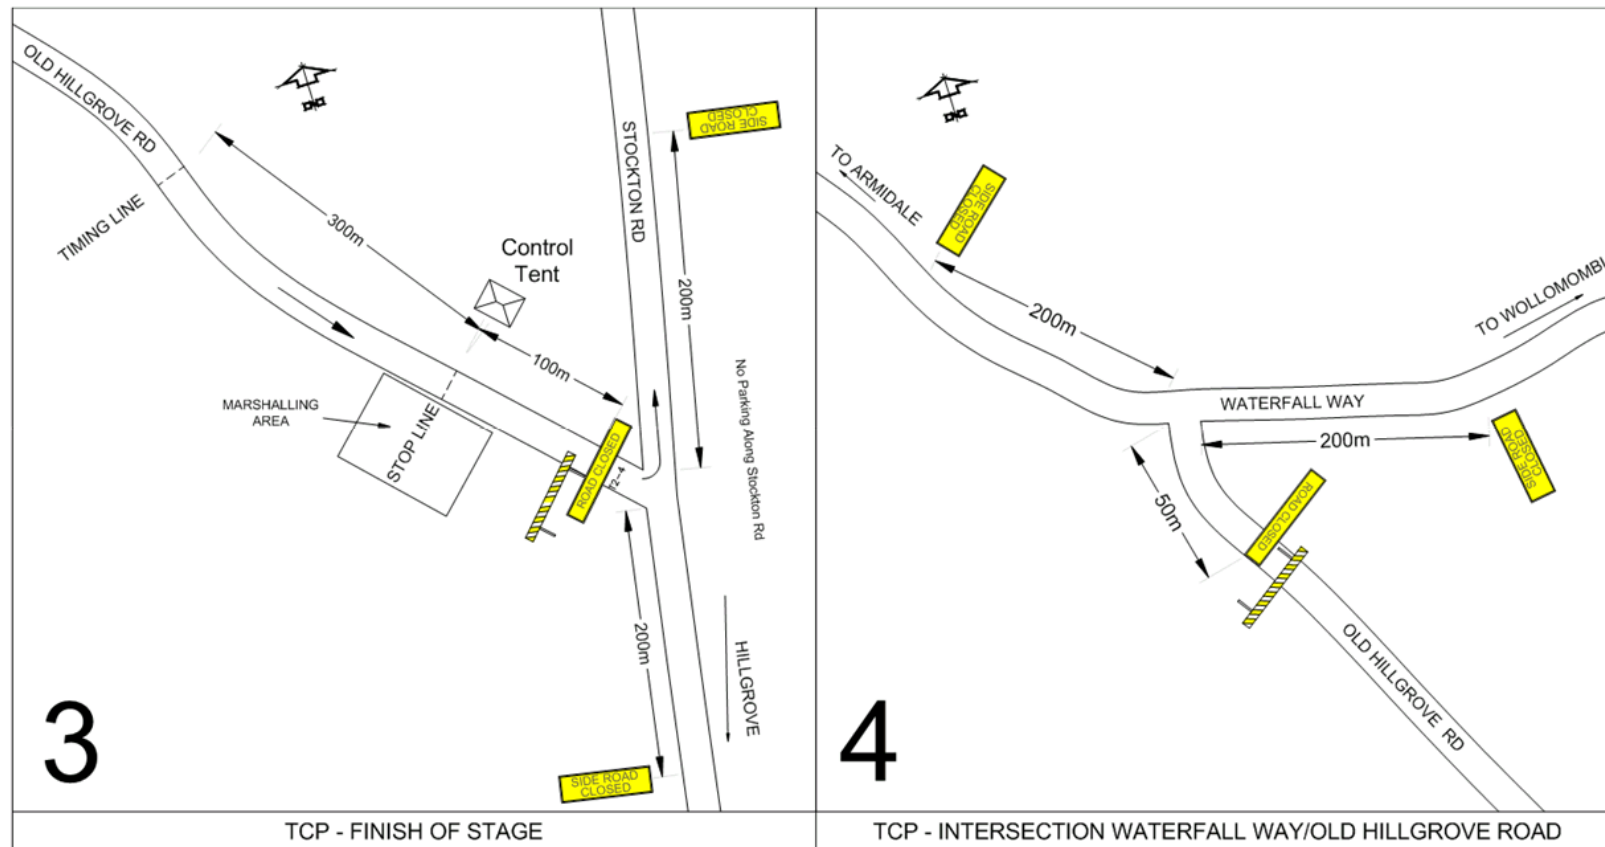 OLD HILLGROVE RD
TIMING LINE
300m
Control
Tent
100m
MARSHALLING
AREA
STOP LINE
ROAD CLOSED
T2-4
STOCKTON RD
SIDE ROAD
CLOSED
200m
No Parking Along Stockton Rd
200m
HILLGROVE
SIDE ROAD
CLOSED
3
TCP - FINISH OF STAGE
TO ARMIDALE
SIDE ROAD
CLOSED
200m
TO WOLLOMOMBI
WATERFALL WAY
200m
SIDE ROAD
CLOSED
50m
ROAD CLOSED
OLD HILLGROVE RD
4
TCP - INTERSECTION WATERFALL WAY/OLD HILLGROVE ROAD